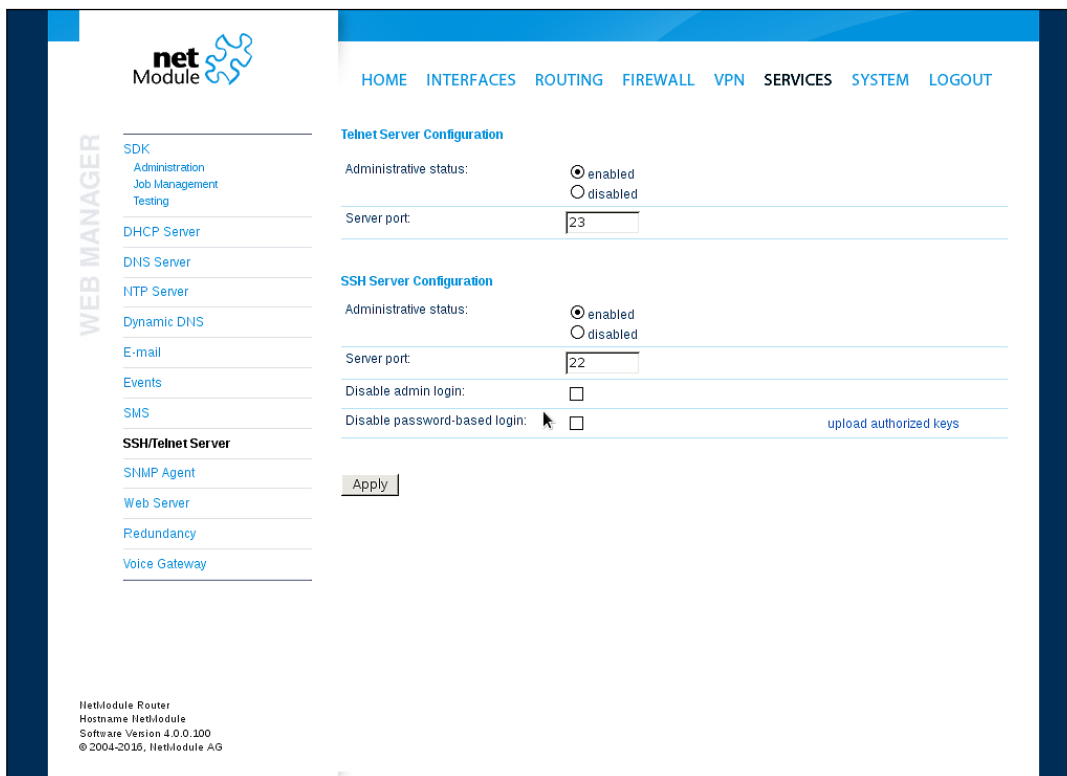 net
Module
HOME INTERFACES ROUTING FIREWALL VPN SERVICES SYSTEM LOGOUT
WEB MANAGER
SDK
Administration
Job Management
Testing
DHCP Server
DNS Server
NTP Server
Dynamic DNS
E-mail
Events
SMS
SSH/Telnet Server
SNMP Agent
Web Server
Redundancy
Voice Gateway
Telnet Server Configuration
Administrative status:
enabled
disabled
Server port:
23
SSH Server Configuration
Administrative status:
enabled
disabled
Server port:
22
Disable admin login:
Disable password-based login:
upload authorized keys
Apply
NetModule Router
Hostname NetModule
Software Version 4.0.0.100
© 2004-2016, NetModule AG